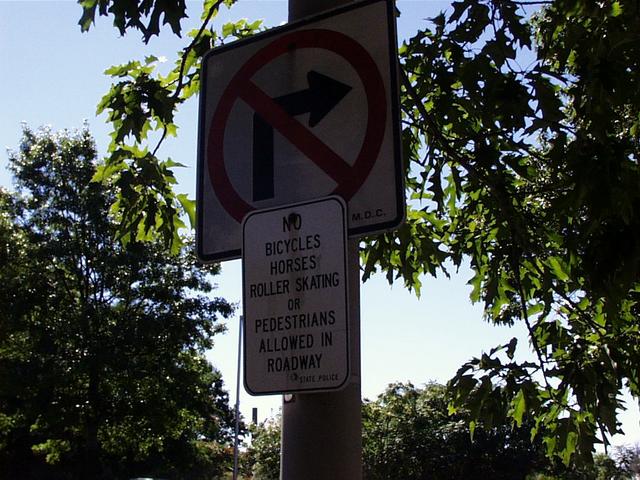 M.D.C.
NO
BICYCLES
HORSES
ROLLER SKATING
OR
PEDESTRIANS
ALLOWED IN
ROADWAY
STATE POLICE